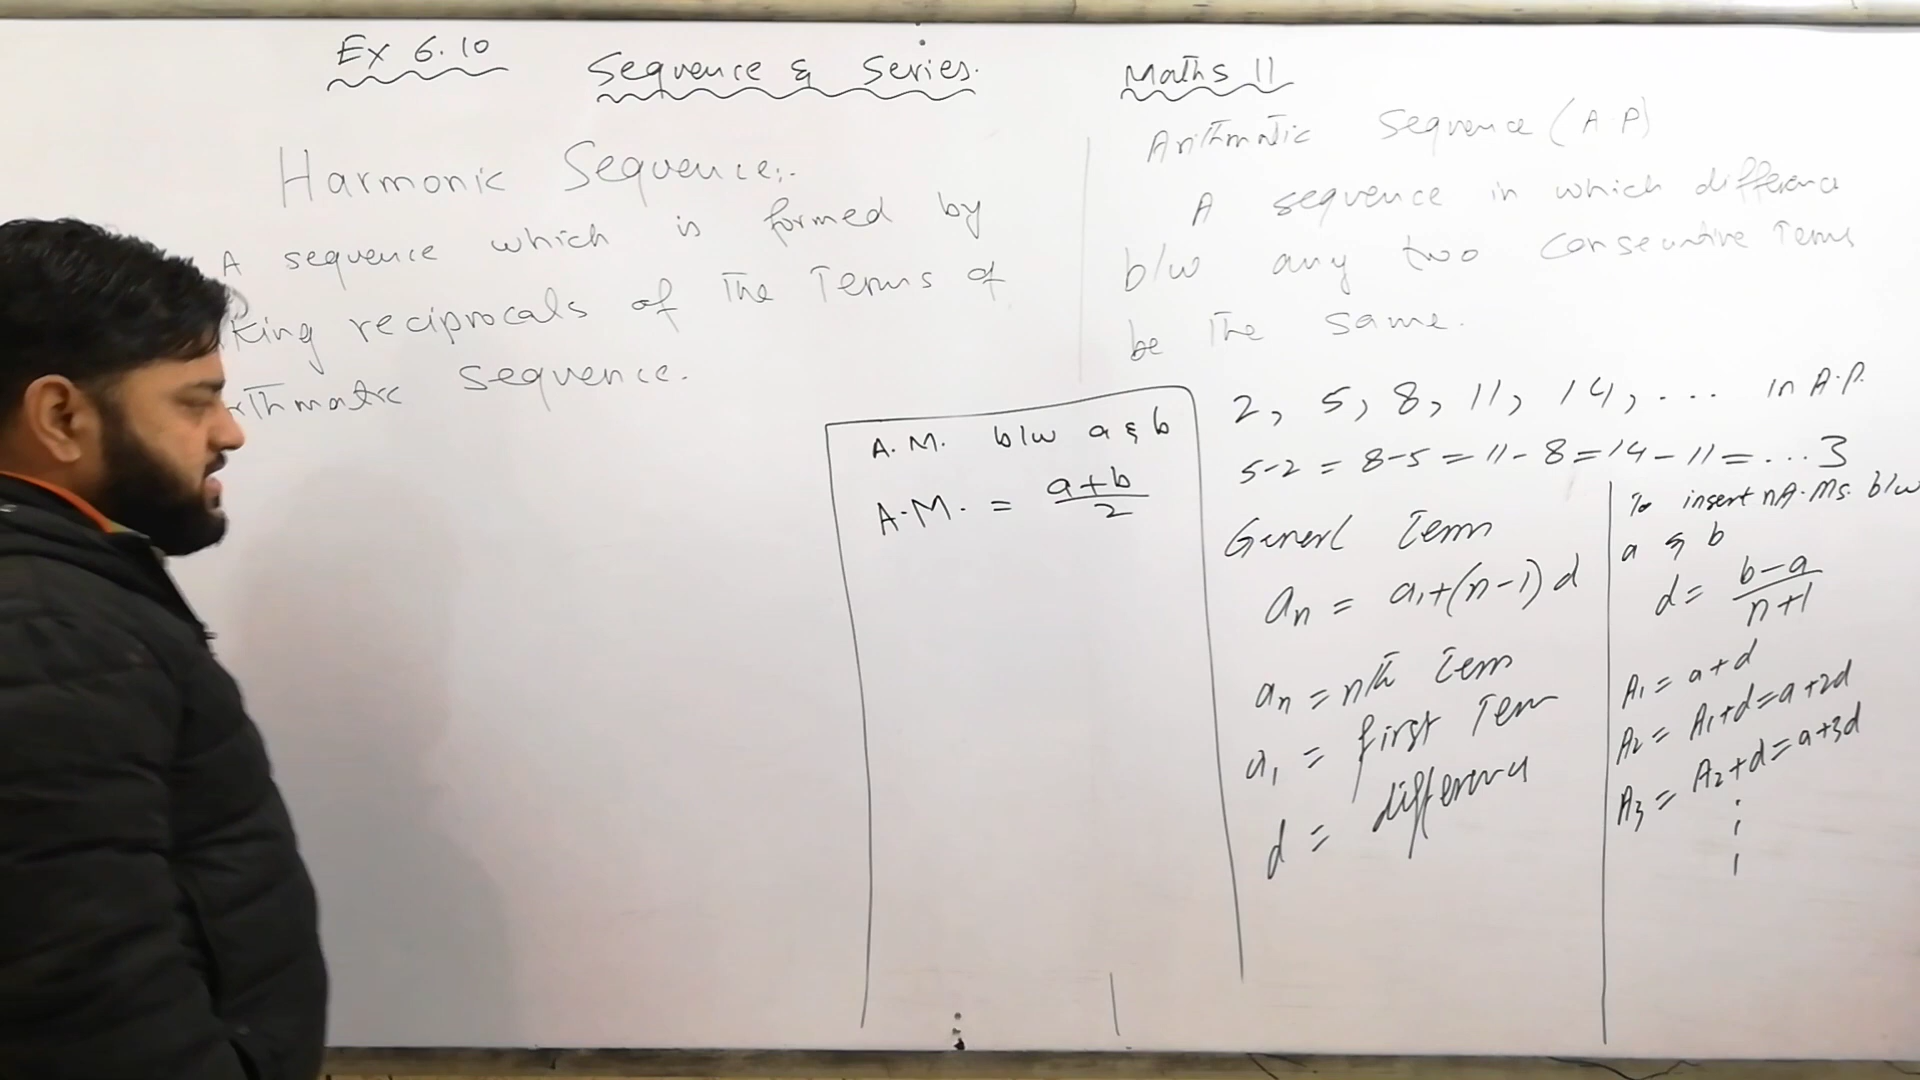 Ex 6.10
Sequence & Series.
Maths 11
Harmonic Sequence:-
A sequence which is formed by
king reciprocals of the Terms of
rithmatic sequence.
Arithmatic Sequence (A.P)
A sequence in which difference
b/w any two consecutive Terms
be the same.
2, 5, 8, 11, 14, ... in A.P.
5-2 = 8-5 = 11-8 = 14-11 = ... 3
A.M. b/w a & b
A.M. = a+b/2
Generl Term
an = a1+(n-1)d
an = nth Term
a1 = first Term
d = difference
To insert n A.Ms. b/w
a & b
d = b-a/n+1
A1 = a+d
A2 = A1+d = a+2d
A3 = A2+d = a+3d